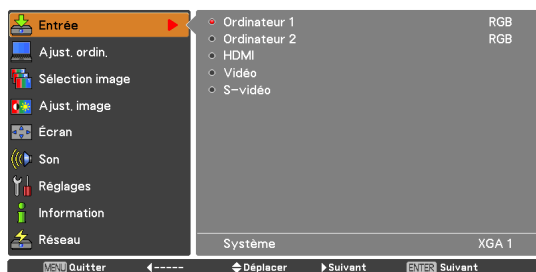 Entrée
Ajust. ordin.
Sélection image
Ajust. image
Écran
Son
Réglages
Information
Réseau
Ordinateur 1 RGB
Ordinateur 2 RGB
HDMI
Vidéo
S-vidéo
Système XGA 1
MENU Quitter ----- Déplacer Suivant ENTER Suivant